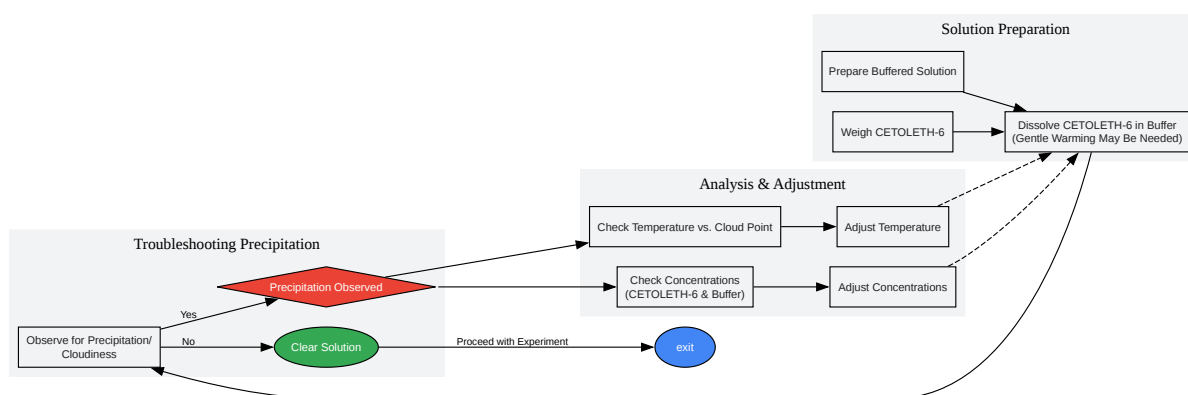 Solution Preparation
Prepare Buffered Solution
Weigh CETOLETH-6
Dissolve CETOLETH-6 in Buffer
(Gentle Warming May Be Needed)
Analysis & Adjustment
Check Temperature vs. Cloud Point
Adjust Temperature
Check Concentrations
(CETOLETH-6 & Buffer)
Adjust Concentrations
Troubleshooting Precipitation
Precipitation Observed
Yes
Observe for Precipitation/
Cloudiness
No
Clear Solution
Proceed with Experiment
exit